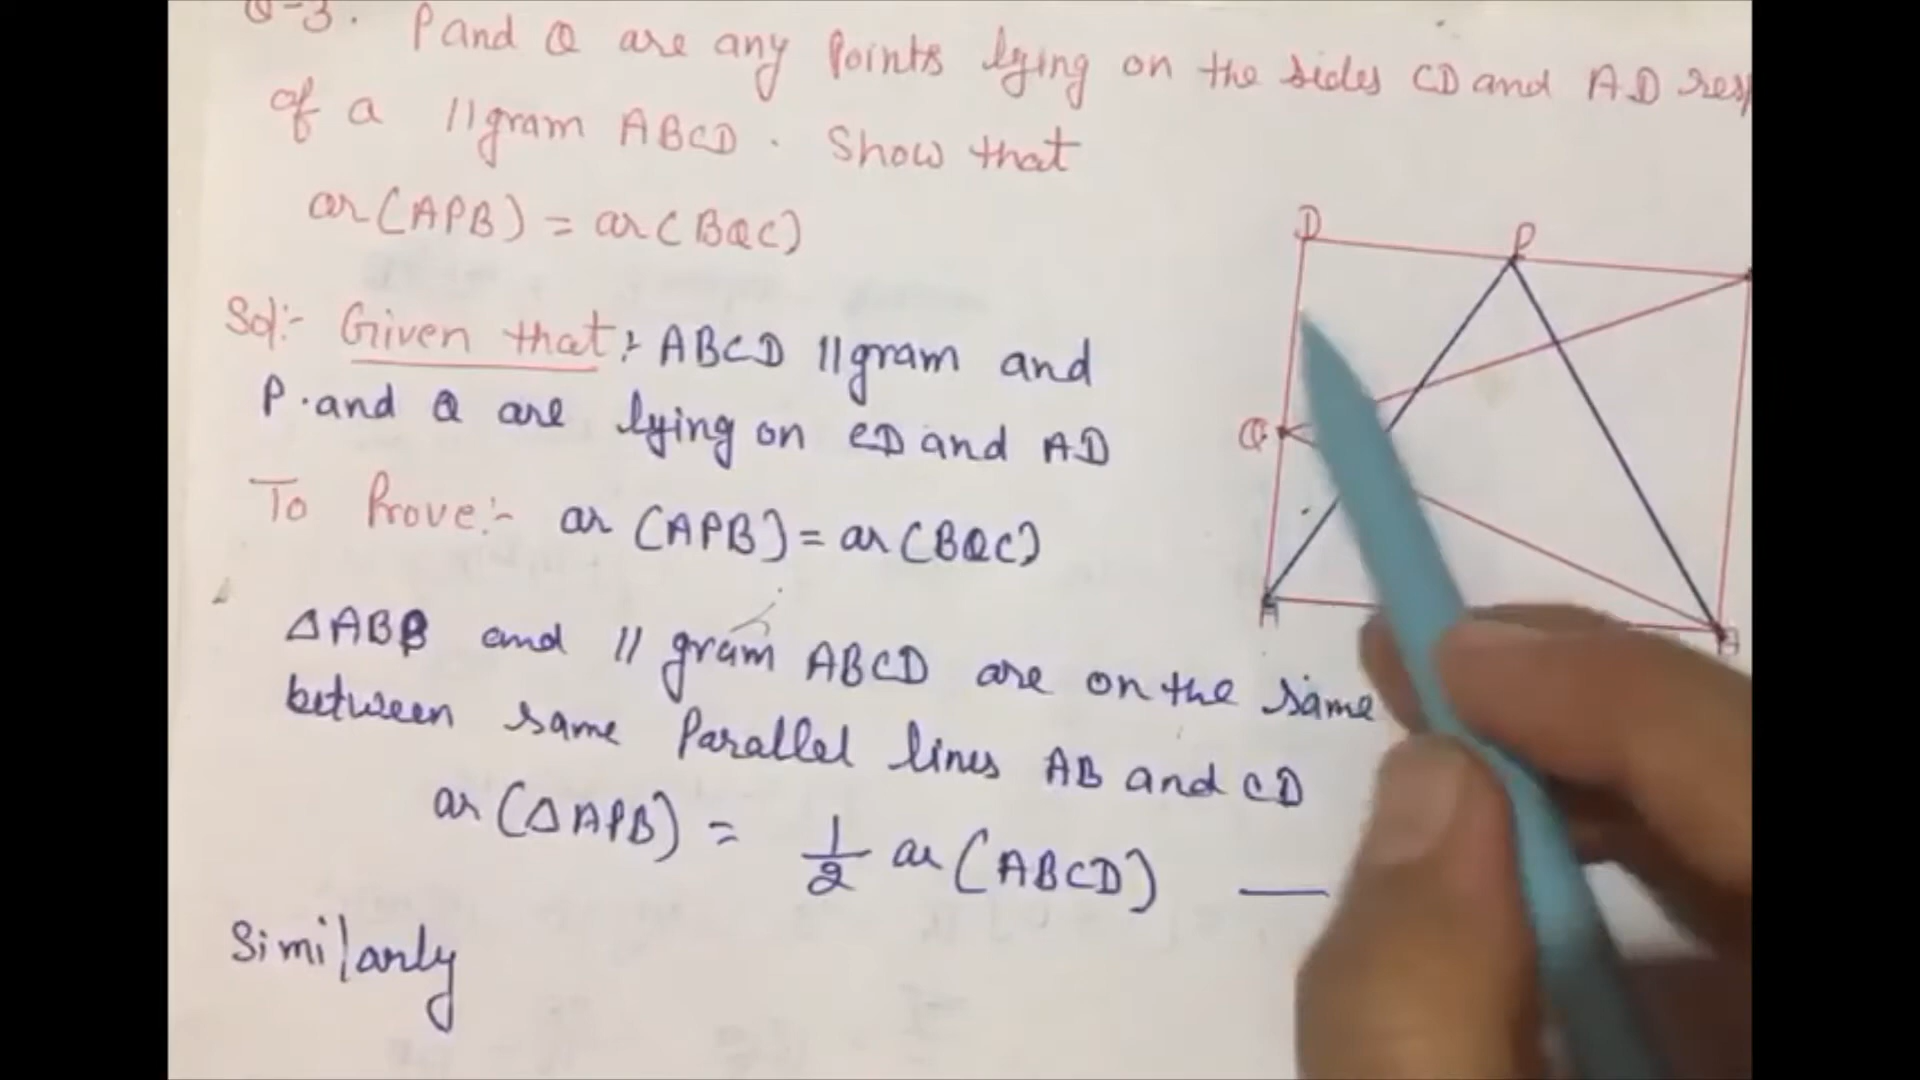 Q-3. P and Q are any Points lying on the sides CD and AD
of a ||gram ABCD. Show that
ar(APB) = ar(BQC)
Sol:- Given that:- ABCD ||gram and
P and Q are lying on CD and AD
To Prove:- ar (APB) = ar (BQC)
and || gram ABCD are on the same
between same Parallel lines AB and CD
ar (△APB) = 1/2 ar (ABCD) —
Similarly
D
P
Q
A
B